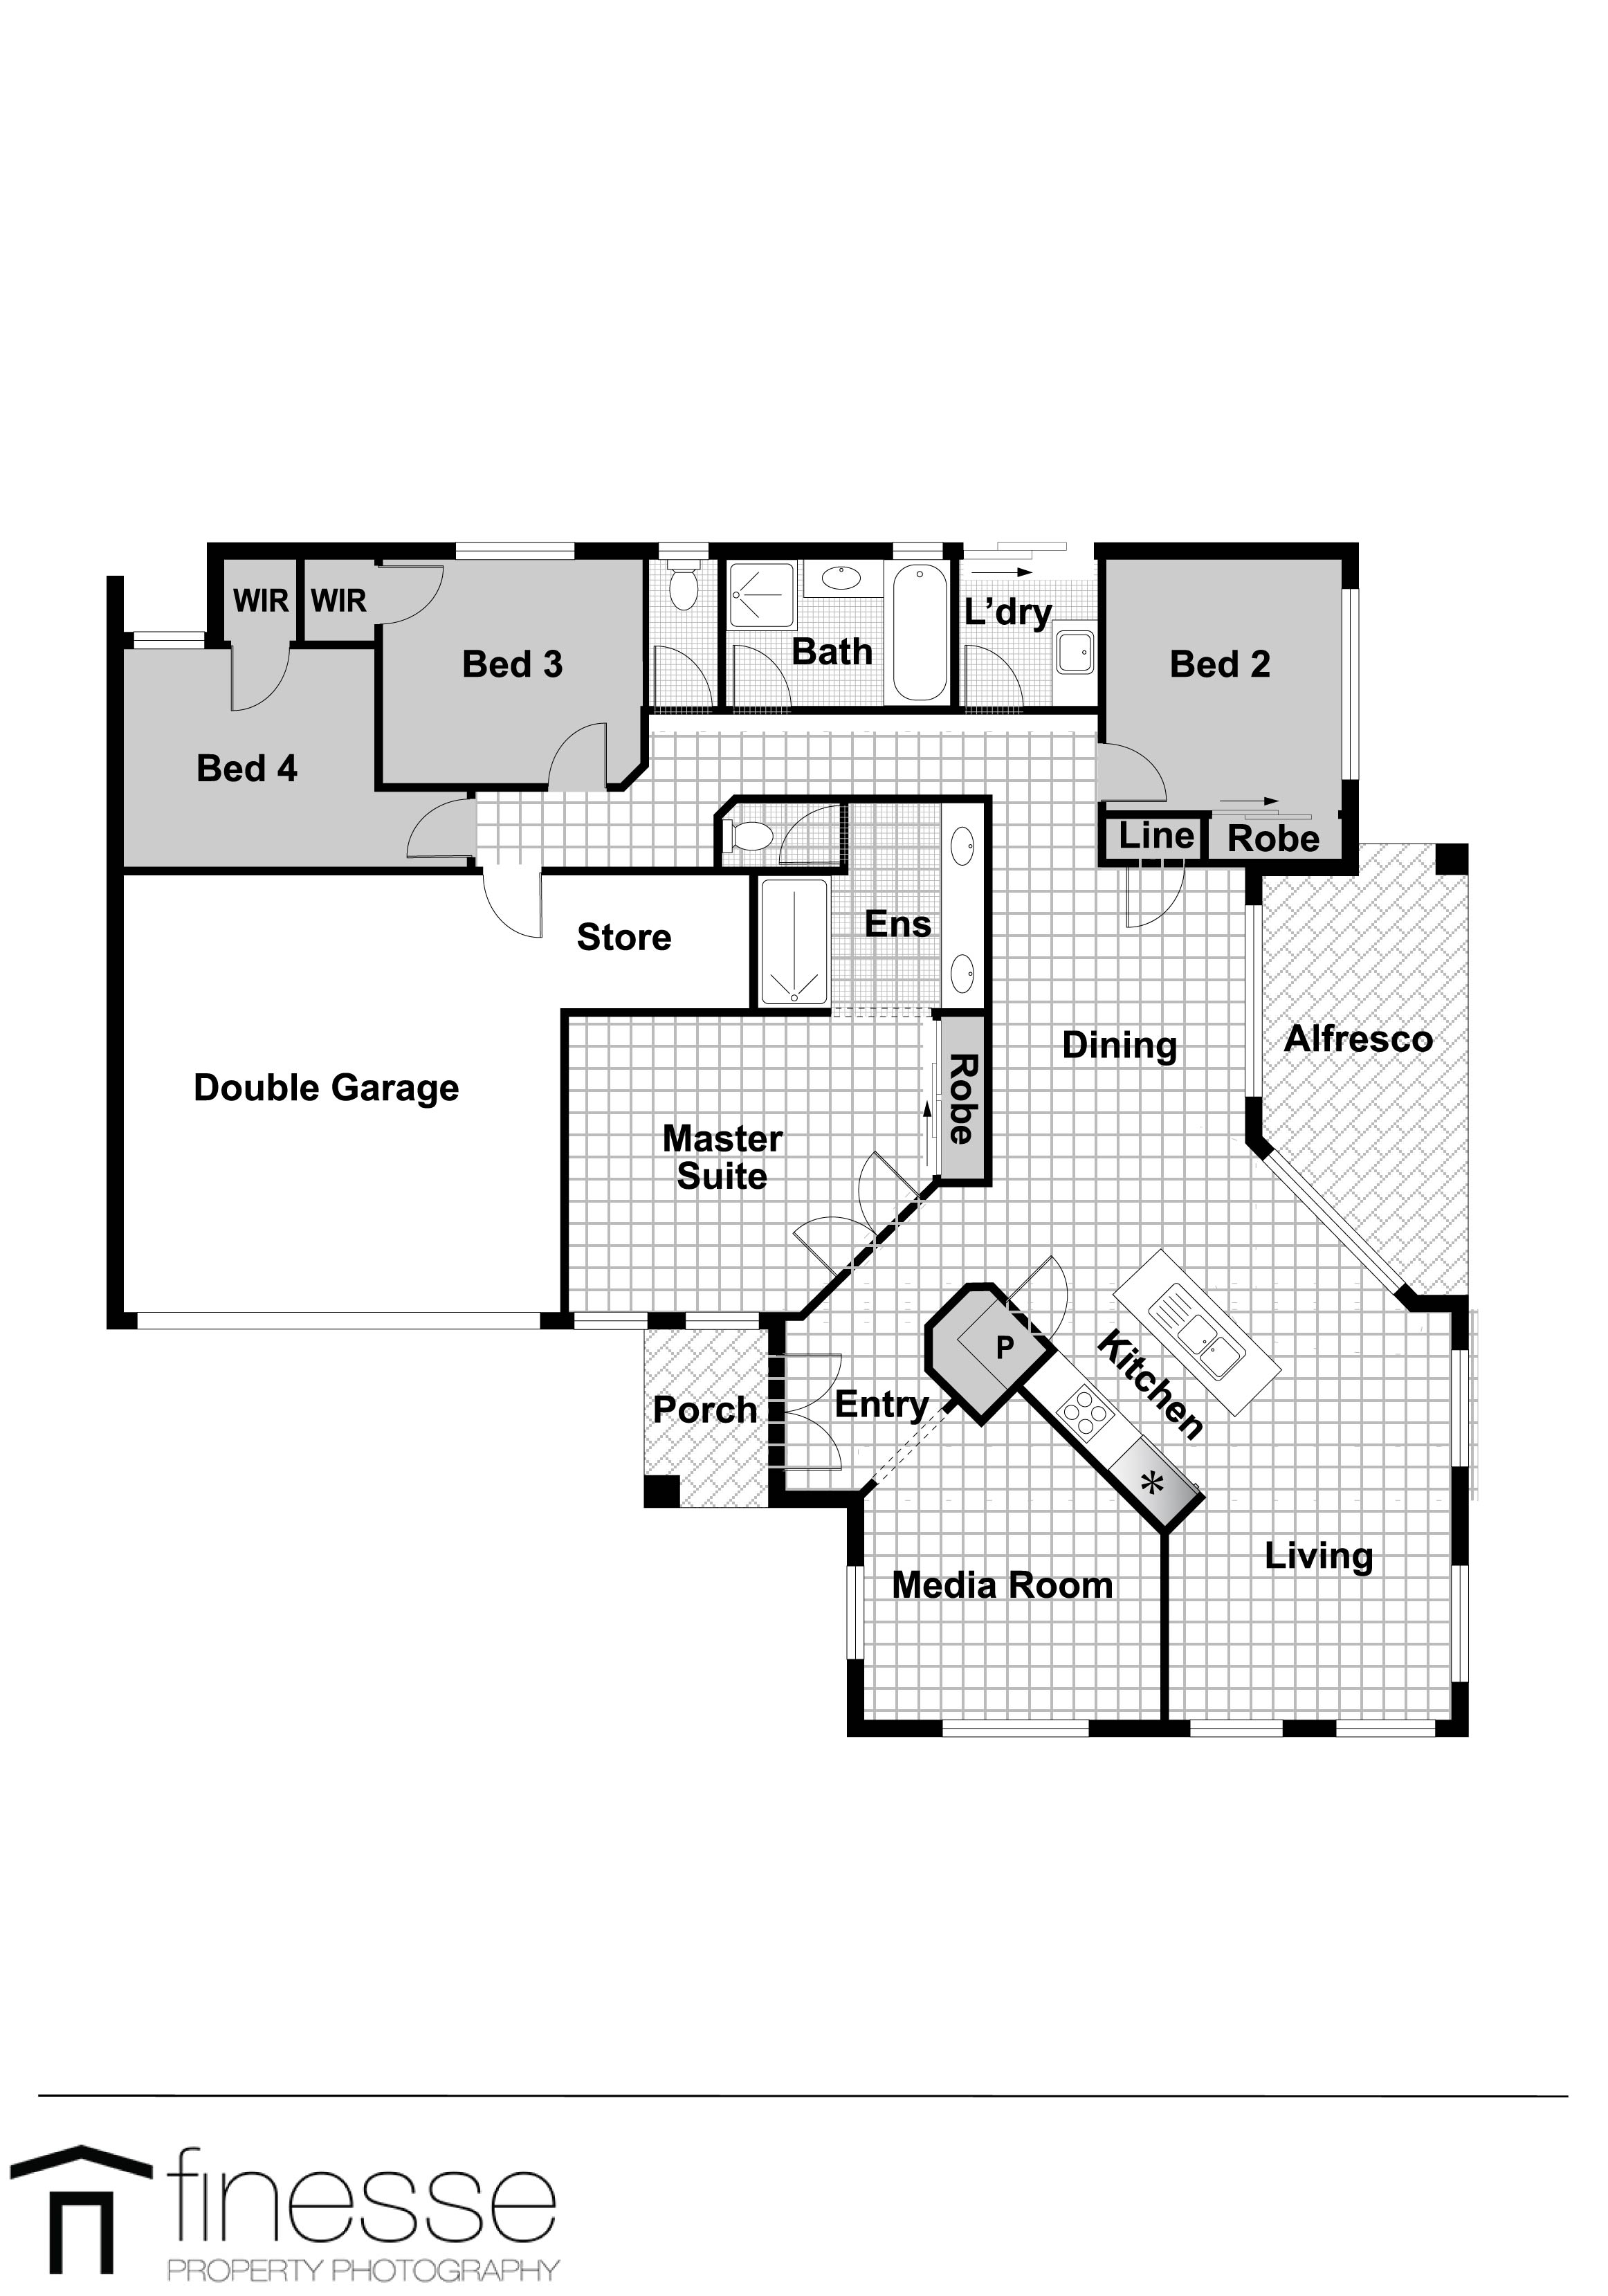 WIR
WIR
Bed 3
Bath
L'dry
Bed 2
Bed 4
Line
Robe
Store
Ens
Dining
Alfresco
Double Garage
Robe
Master
Suite
P
Kitchen
Porch
Entry
*
Living
Media Room
finesse
PROPERTY PHOTOGRAPHY